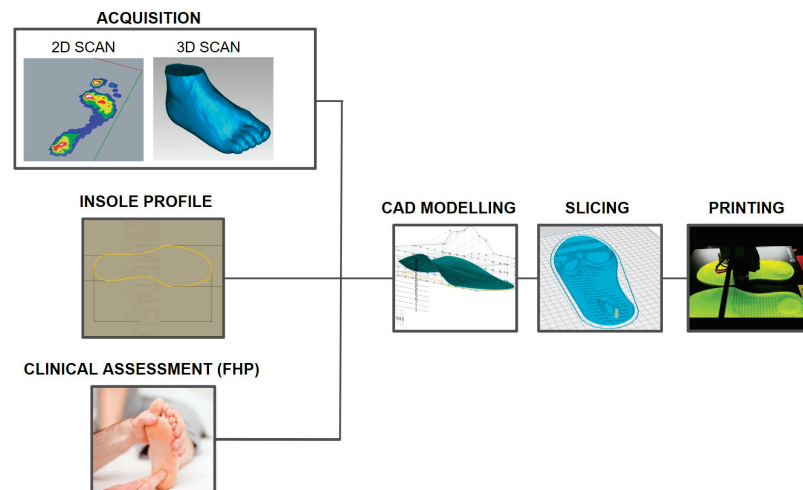 ACQUISITION
2D SCAN
3D SCAN
INSOLE PROFILE
CAD MODELLING
SLICING
PRINTING
CLINICAL ASSESSMENT (FHP)